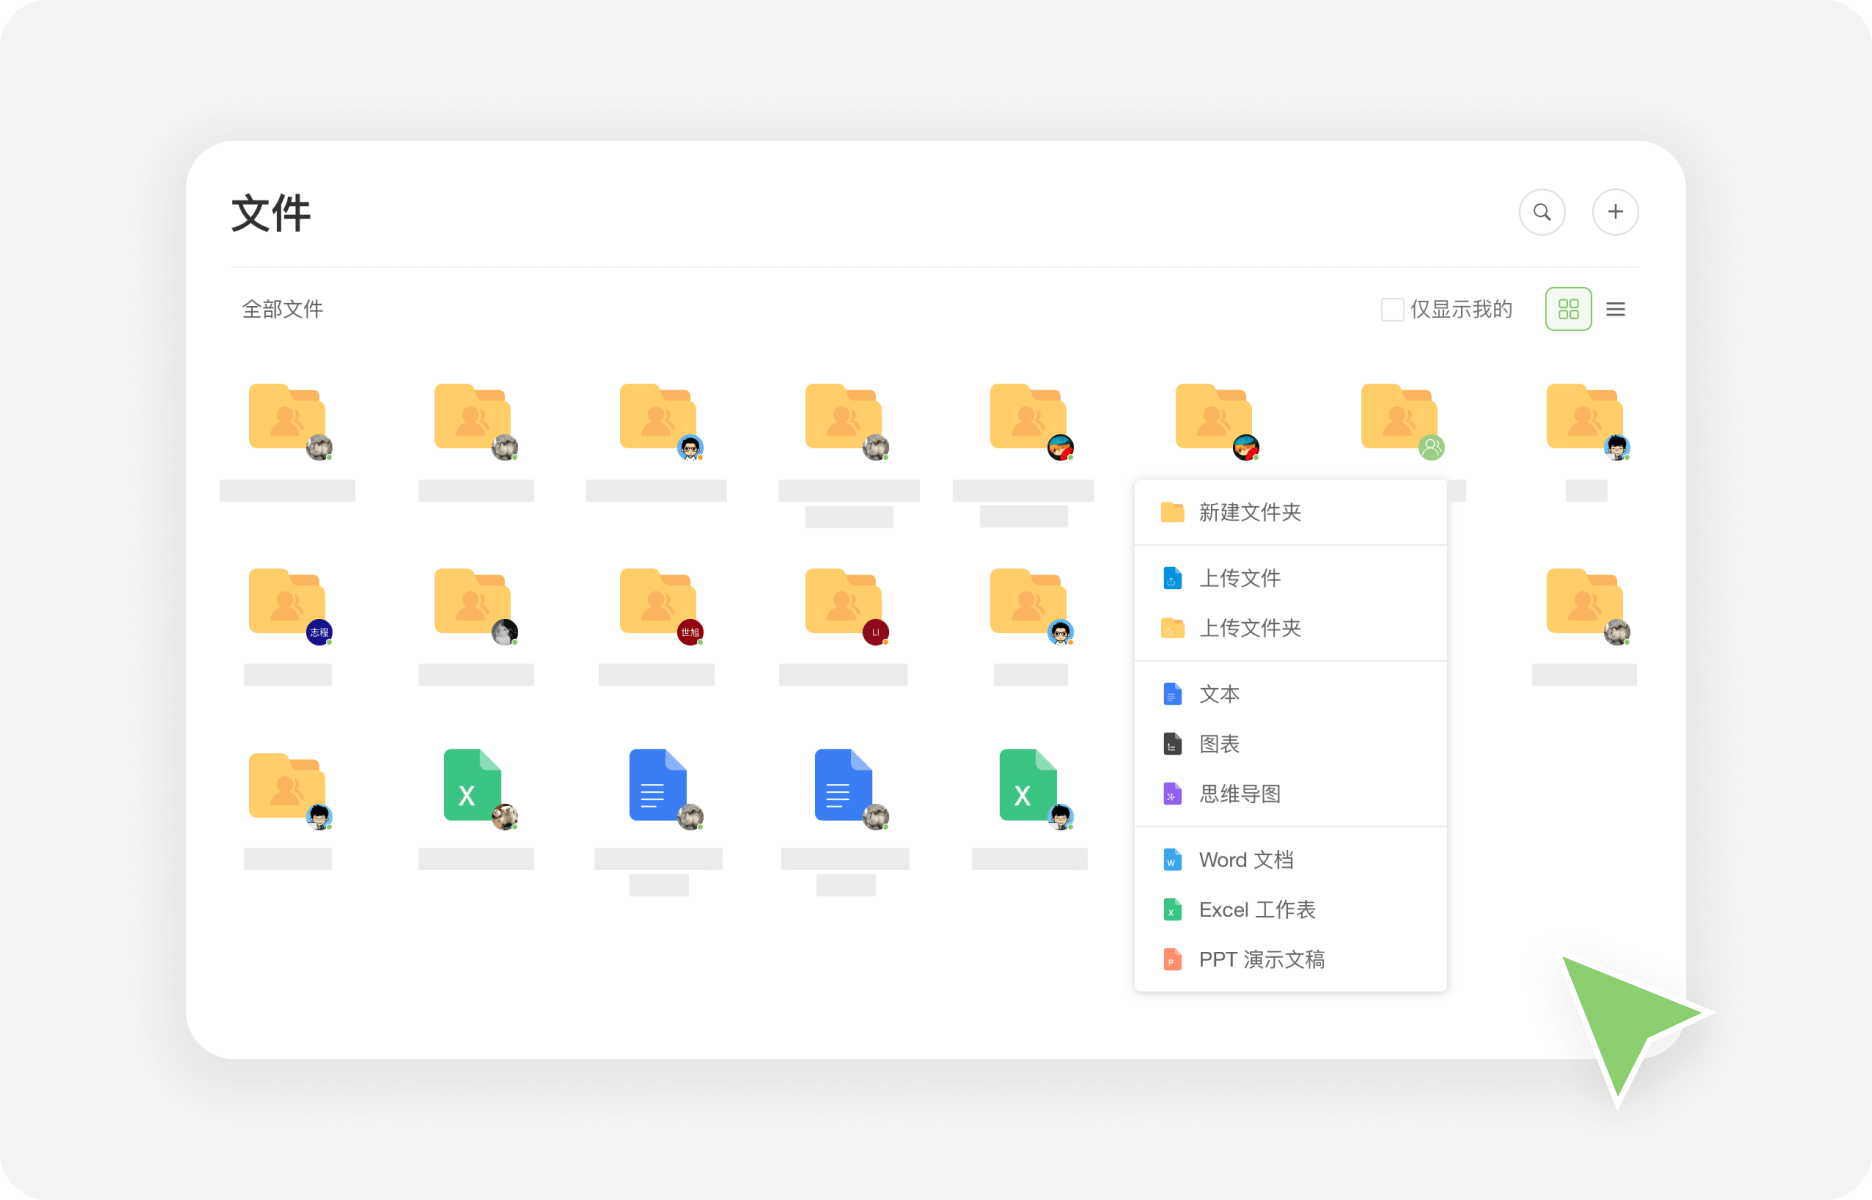 文件
全部文件
仅显示我的
新建文件夹
上传文件
志程
世旭
LI
上传文件夹
文本
图表
X
X
思维导图
Word 文档
Excel 工作表
PPT 演示文稿